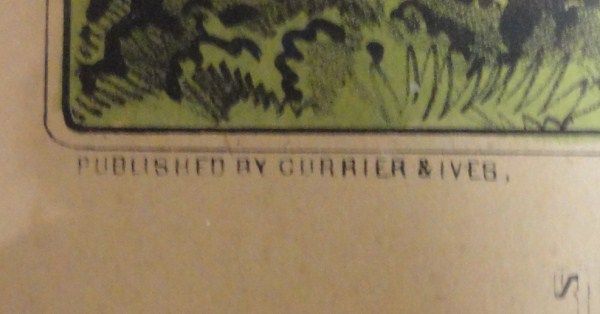 PUBLISHED BY CURRIER & IVES,